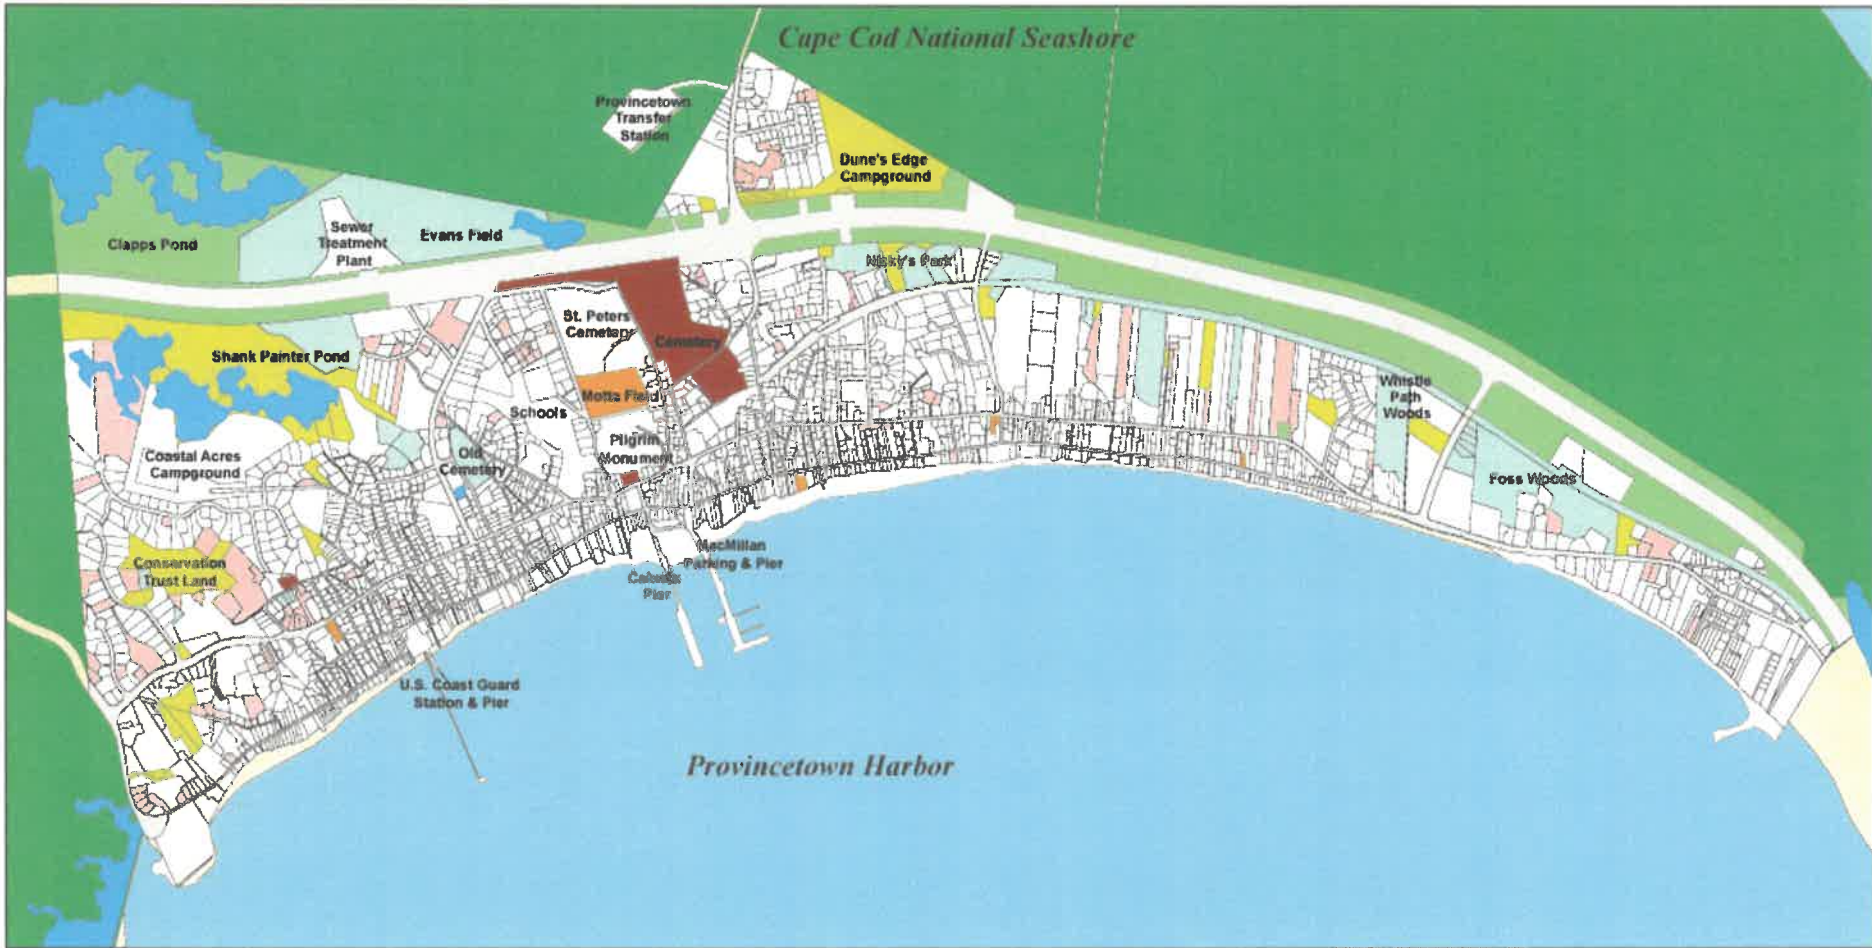 Cape Cod National Seashore
Provincetown
Transfer
Station
Dune's Edge
Campground
Clapps Pond
Sewer
Treatment
Plant
Evans Field
Nicky's Park
St. Peters
Cemetery
Cemetery
Shank Painter Pond
Motts Field
Schools
Whistle
Path
Woods
Pilgrim
Monument
Coastal Acres
Campground
Old
Cemetery
Foss Woods
Conservation
Trust Land
MacMillan
Parking & Pier
Pier
U.S. Coast Guard
Station & Pier
Provincetown Harbor